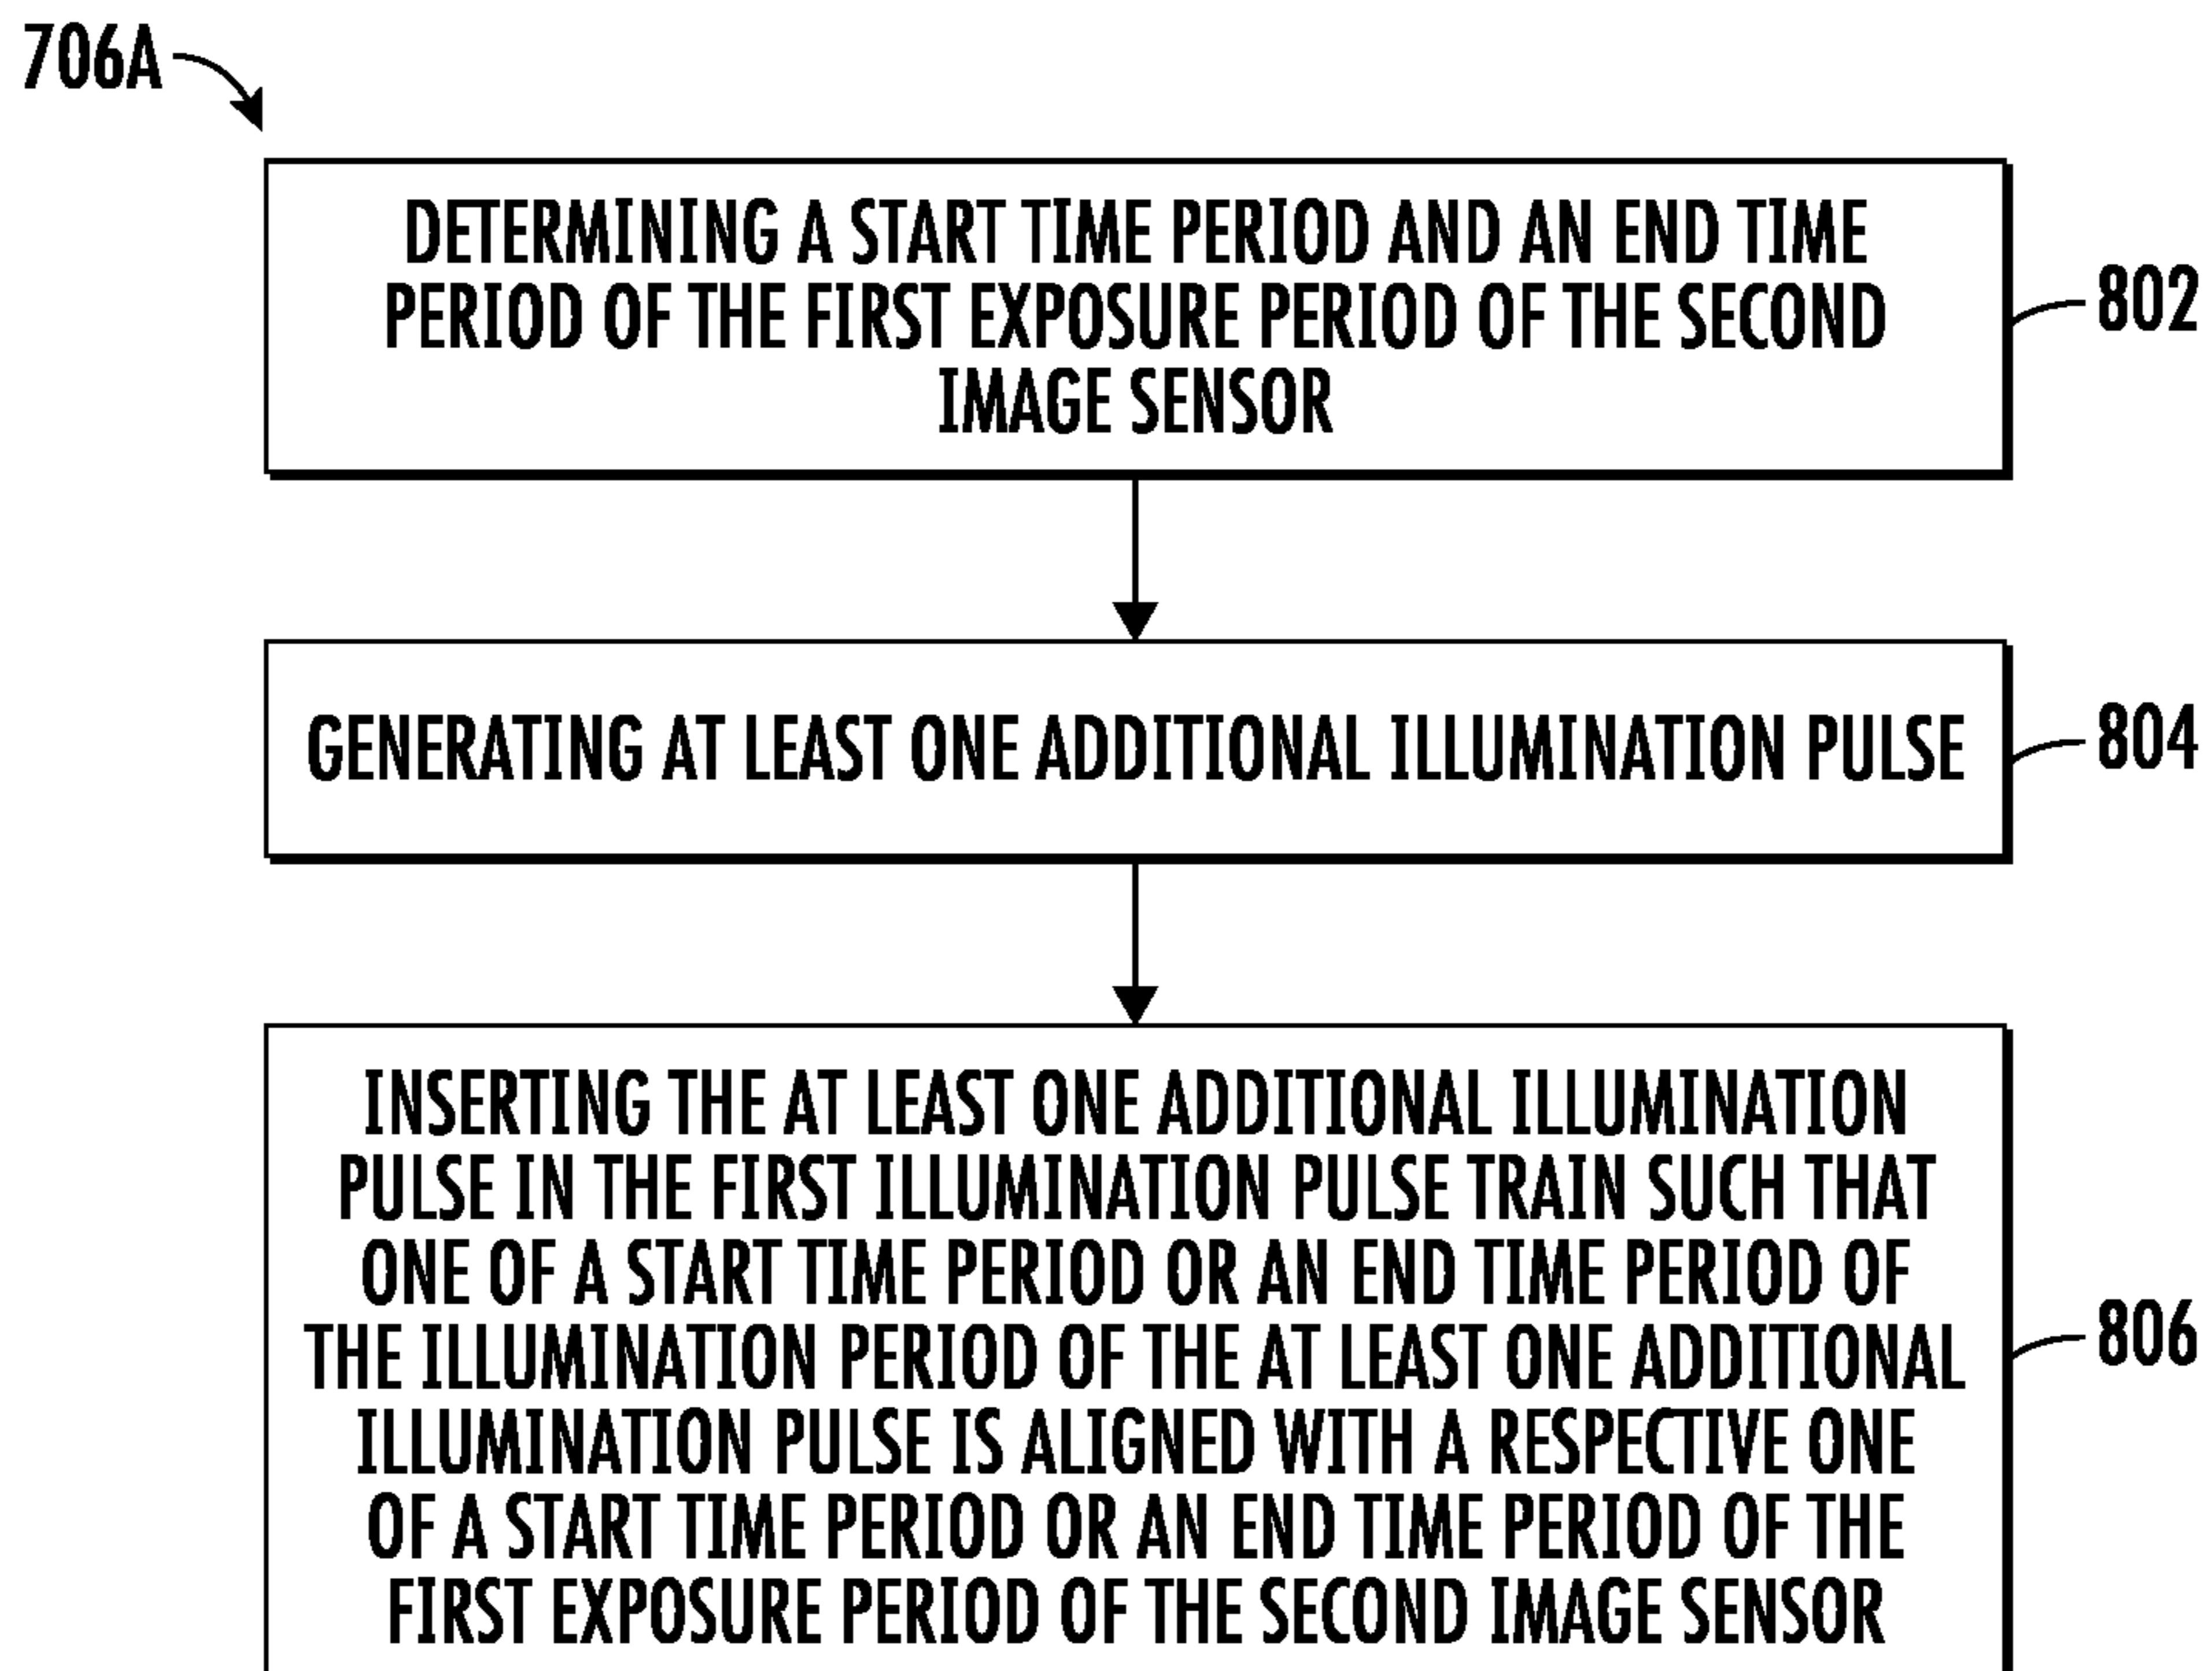 706A
DETERMINING A START TIME PERIOD AND AN END TIME
PERIOD OF THE FIRST EXPOSURE PERIOD OF THE SECOND
IMAGE SENSOR
802
GENERATING AT LEAST ONE ADDITIONAL ILLUMINATION PULSE
804
INSERTING THE AT LEAST ONE ADDITIONAL ILLUMINATION
PULSE IN THE FIRST ILLUMINATION PULSE TRAIN SUCH THAT
ONE OF A START TIME PERIOD OR AN END TIME PERIOD OF
THE ILLUMINATION PERIOD OF THE AT LEAST ONE ADDITIONAL
ILLUMINATION PULSE IS ALIGNED WITH A RESPECTIVE ONE
OF A START TIME PERIOD OR AN END TIME PERIOD OF THE
FIRST EXPOSURE PERIOD OF THE SECOND IMAGE SENSOR
806